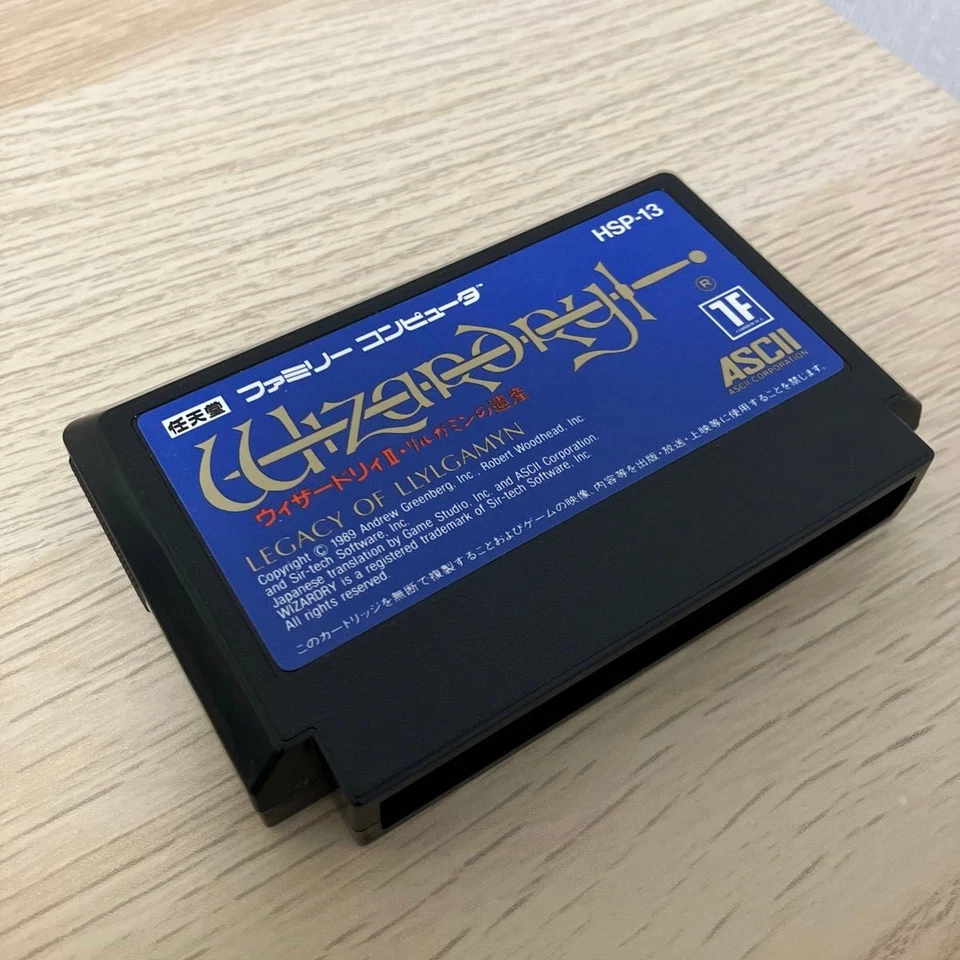 HSP-13
任天堂 ファミリー コンピュータ™
Wizardry®
1F
ウィザードリィII・リルガミンの遺産
LEGACY OF LLYLGAMYN
ASCII
ASCII CORPORATION
Copyright © 1989 Andrew Greenberg, Inc. Robert Woodhead, Inc.
and Sir-tech Software, Inc.
Japanese translation by Game Studio, Inc. and ASCII Corporation.
WIZARDRY is a registered trademark of Sir-tech Software, Inc.
All rights reserved.
このカートリッジを無断で複製することおよびゲームの映像、内容等を出版・放送・上映等に使用することを禁じます。